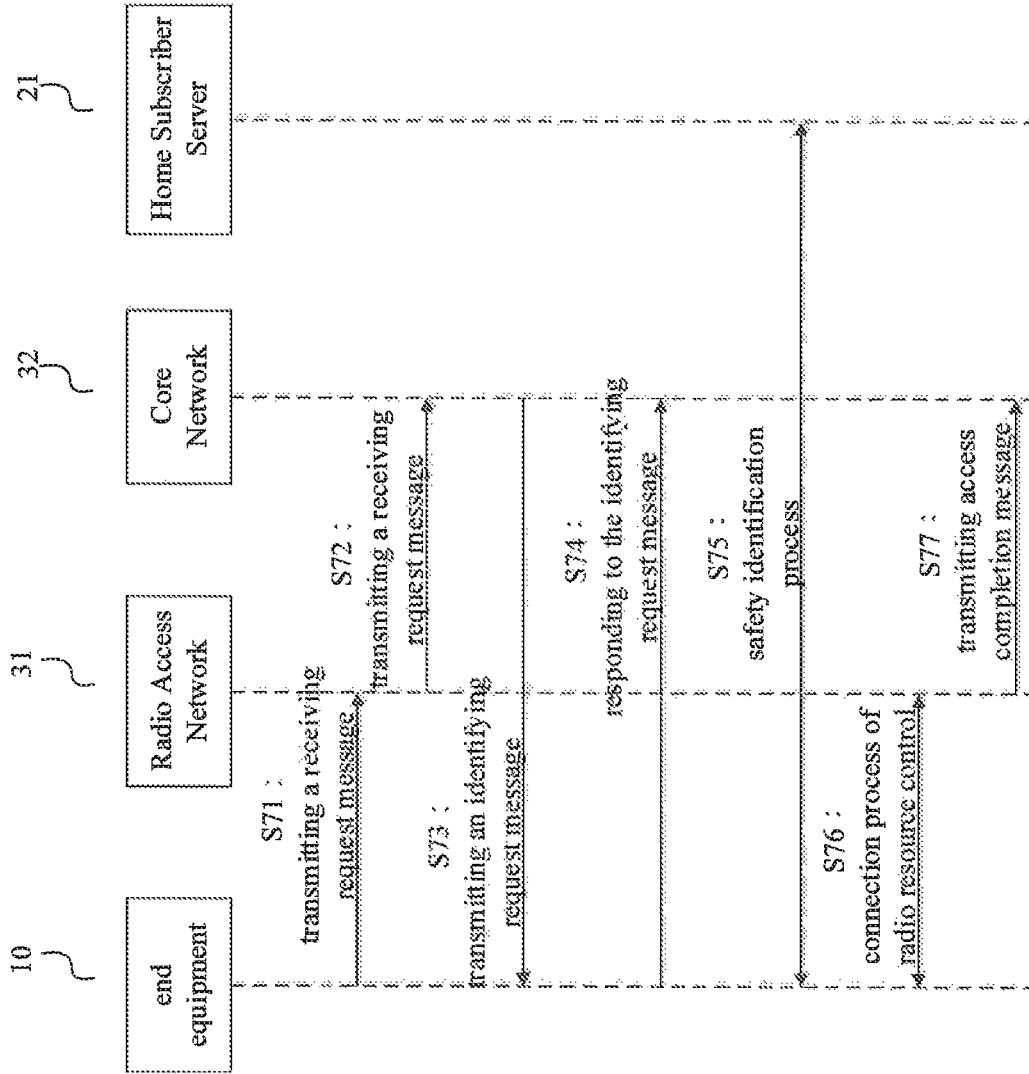 10
31
32
21
end
equipment
Radio Access
Network
Core
Network
Home Subscriber
Server
S71 :
transmitting a receiving
request message
S72 :
transmitting a receiving
request message
S73 :
transmitting an identifying
request message
S74 :
responding to the identifying
request message
S75 :
safety identification
process
S76 :
connection process of
radio resource control
S77 :
transmitting access
completion message